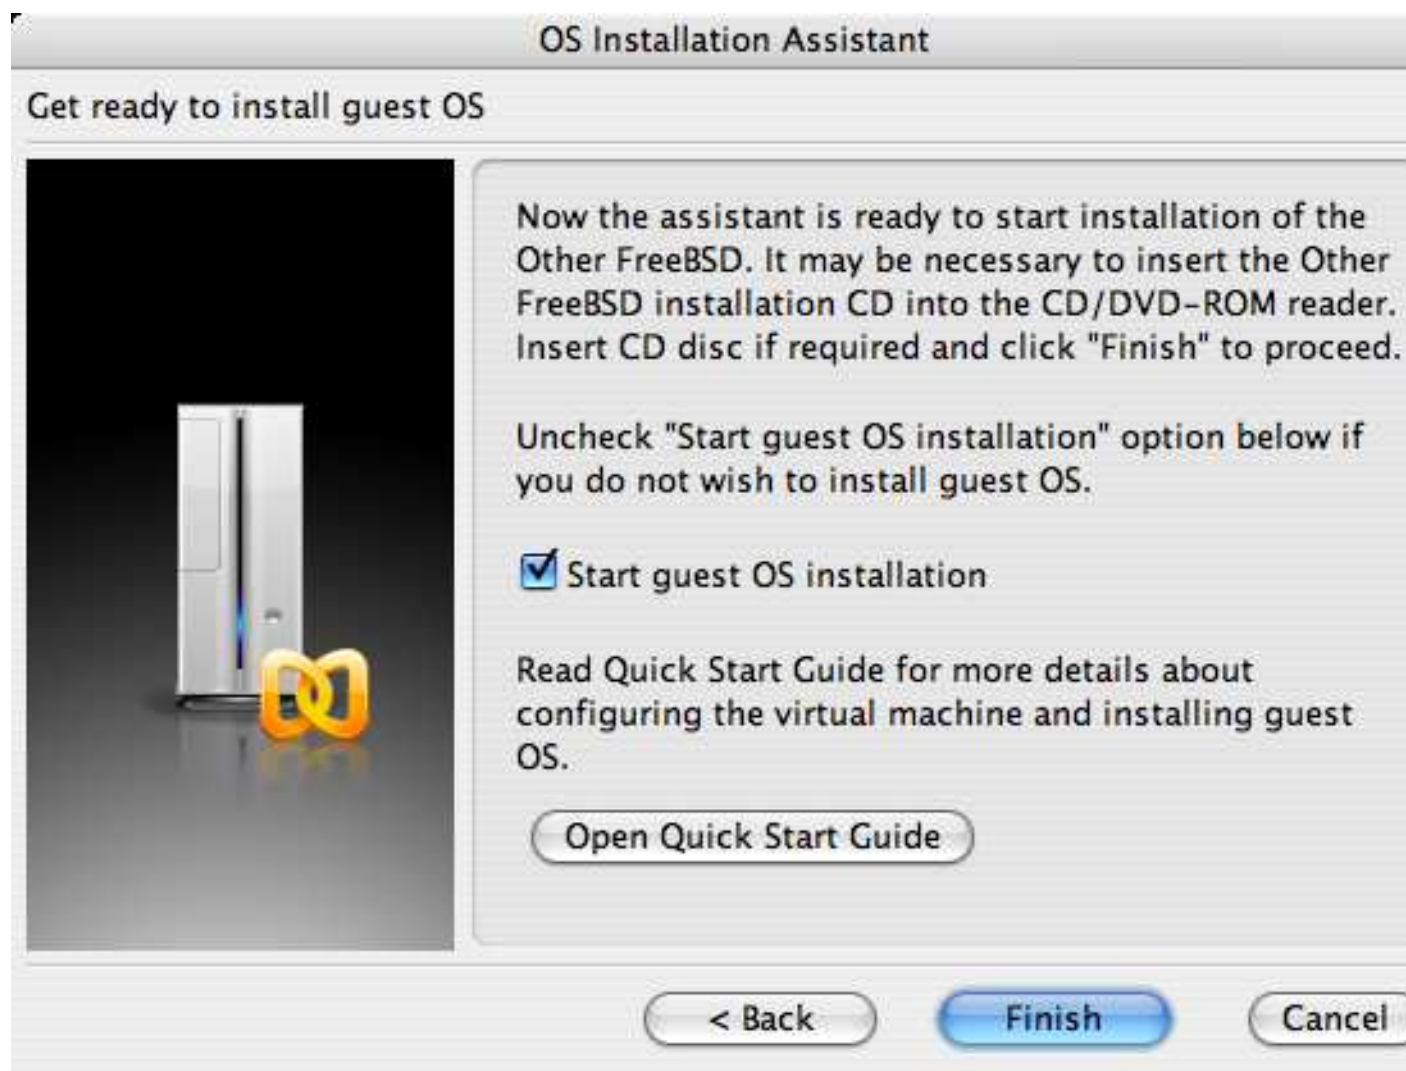 OS Installation Assistant
Get ready to install guest OS
Now the assistant is ready to start installation of the
Other FreeBSD. It may be necessary to insert the Other
FreeBSD installation CD into the CD/DVD-ROM reader.
Insert CD disc if required and click "Finish" to proceed.
Uncheck "Start guest OS installation" option below if
you do not wish to install guest OS.
Start guest OS installation
Read Quick Start Guide for more details about
configuring the virtual machine and installing guest
OS.
Open Quick Start Guide
< Back
Finish
Cancel